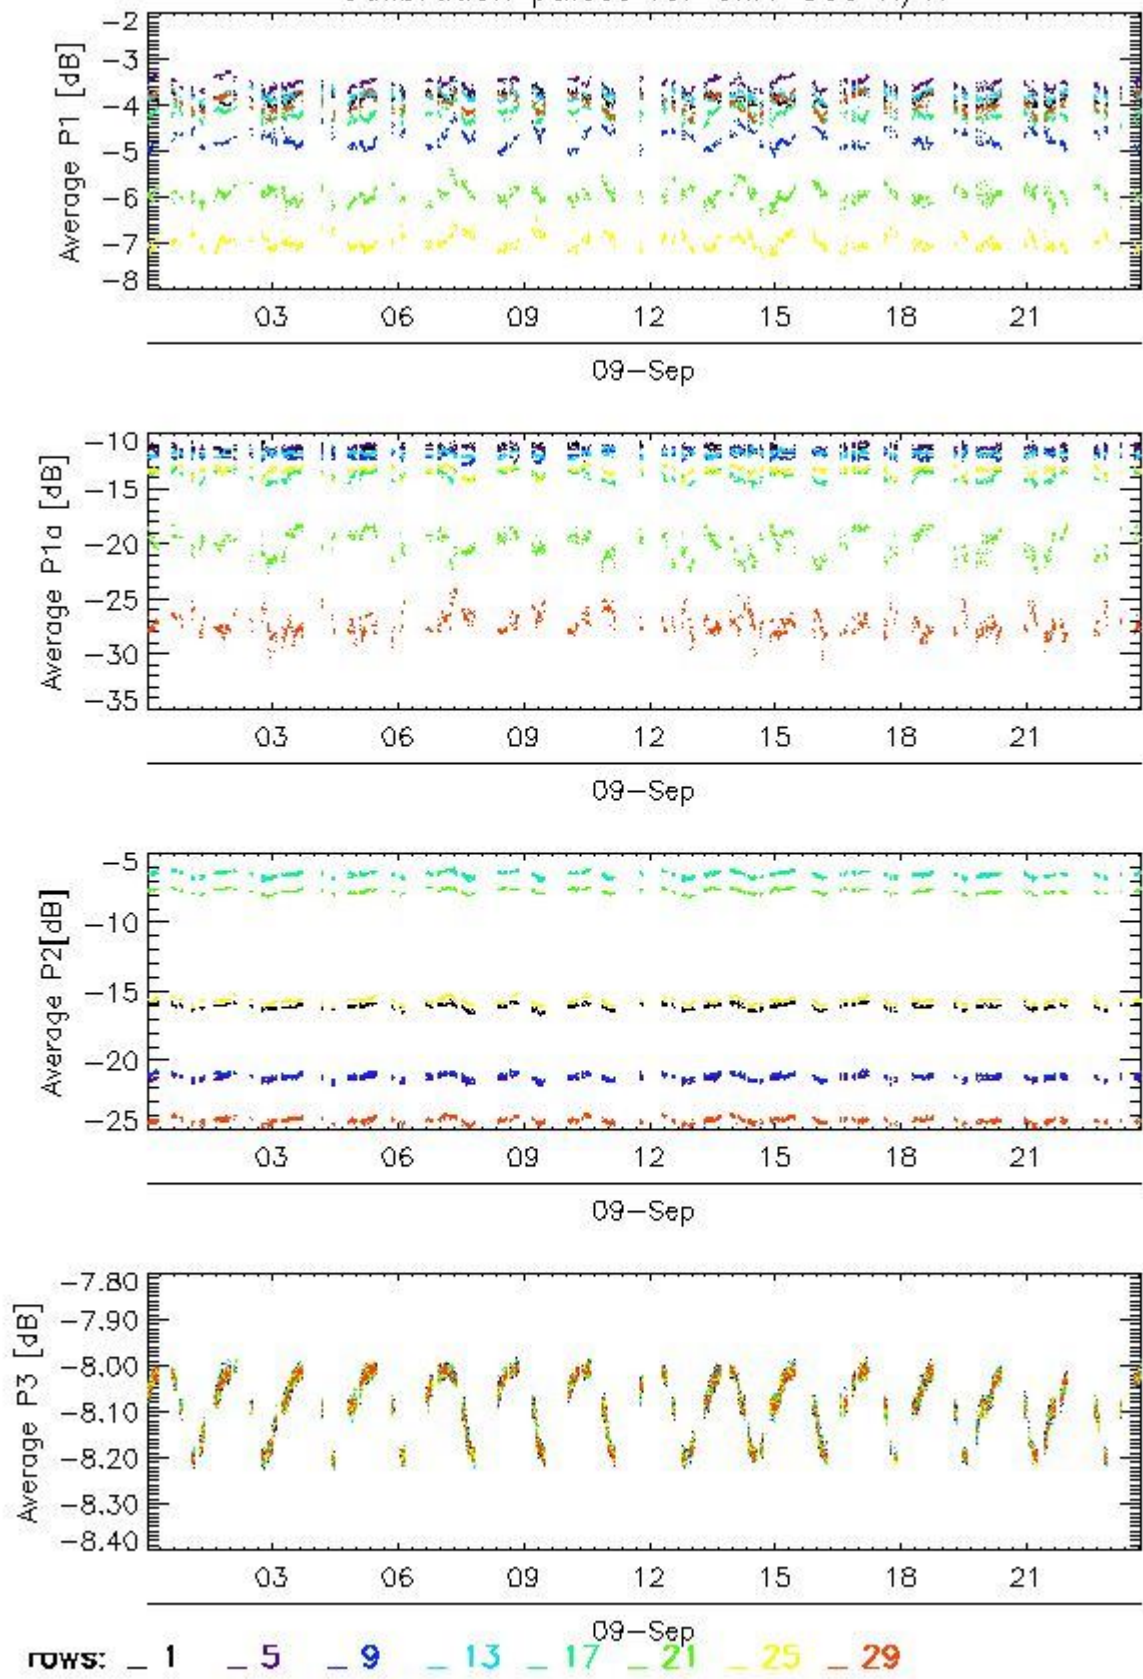 -2
-3
-4
-5
-6
-7
-8
Average P1 [dB]
03 06 09 12 15 18 21
09-Sep
-10
-15
-20
-25
-30
-35
Average P1a [dB]
03 06 09 12 15 18 21
09-Sep
-5
-10
-15
-20
-25
Average P2[dB]
03 06 09 12 15 18 21
09-Sep
-7.80
-7.90
-8.00
-8.10
-8.20
-8.30
-8.40
Average P3 [dB]
03 06 09 12 15 18 21
09-Sep
rows: _ 1 _ 5 _ 9 _ 13 _ 17 _ 21 _ 25 _ 29